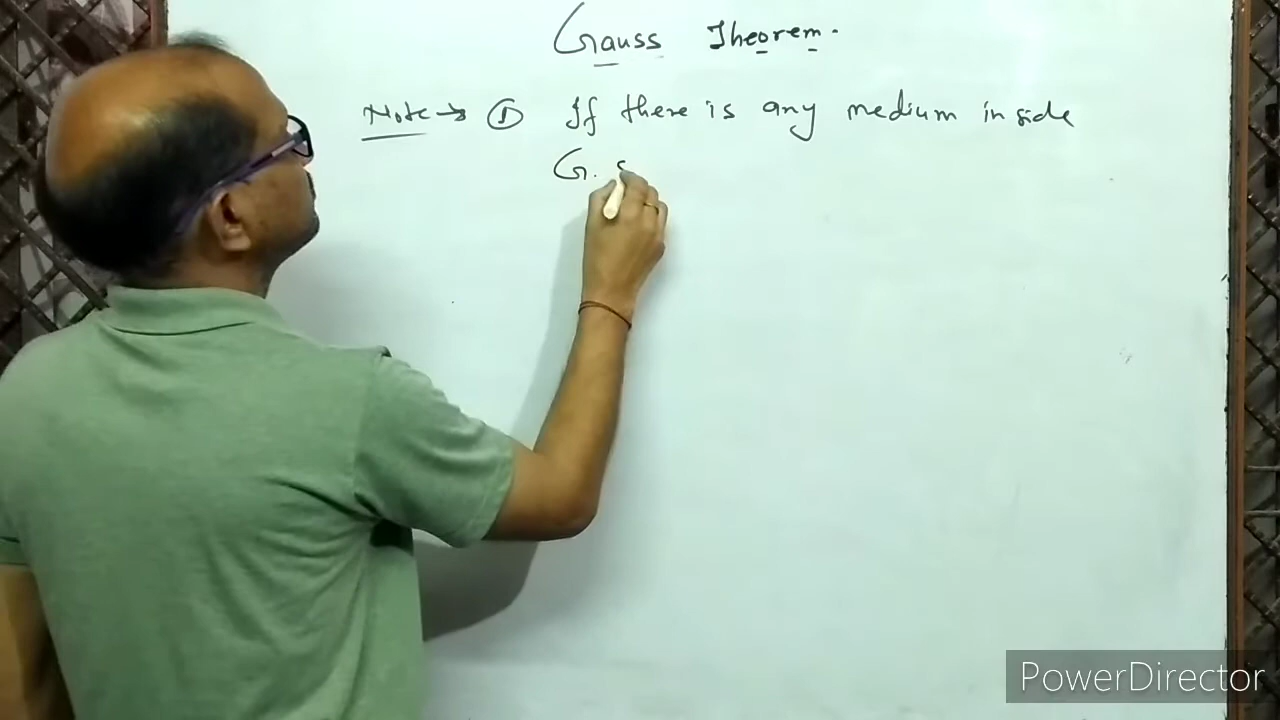 Gauss Theorem.
Note → ① If there is any medium inside
G. s
PowerDirector